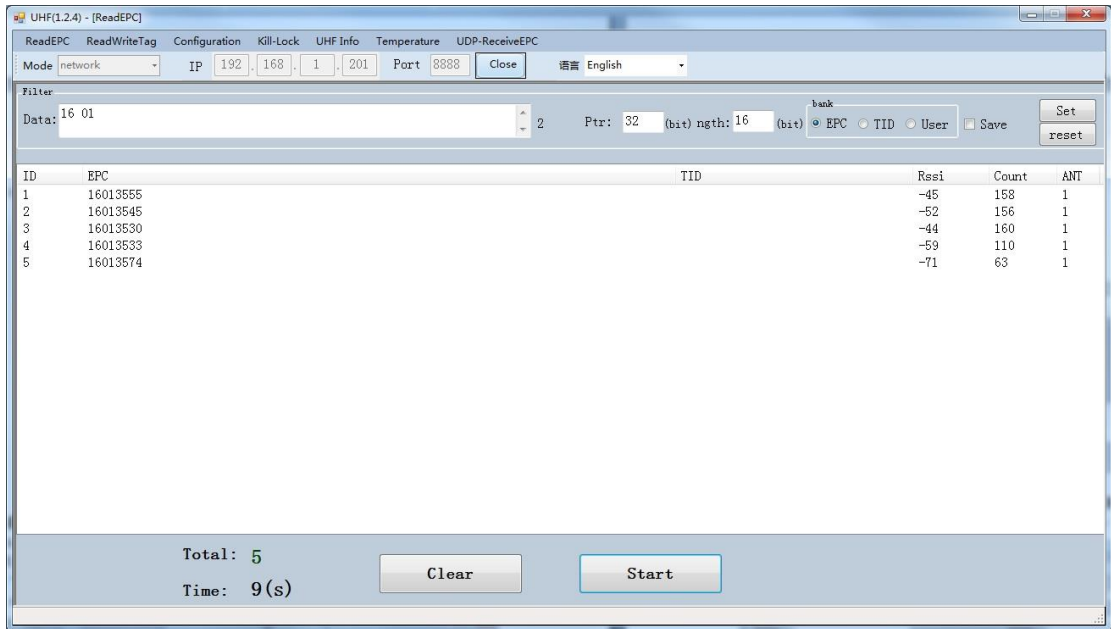 UHF(1.2.4) - [ReadEPC]
ReadEPC ReadWriteTag Configuration Kill-Lock UHF Info Temperature UDP-ReceiveEPC
Mode network IP 192 . 168 . 1 . 201 Port 8888 Close 语言 English
Filter
Data: 16 01 2 Ptr: 32 (bit) ngth: 16 (bit) bank EPC TID User Save Set
reset
ID EPC TID Rssi Count ANT
1 16013555 -45 158 1
2 16013545 -52 156 1
3 16013530 -44 160 1
4 16013533 -59 110 1
5 16013574 -71 63 1
Total: 5
Time: 9(s)
Clear Start